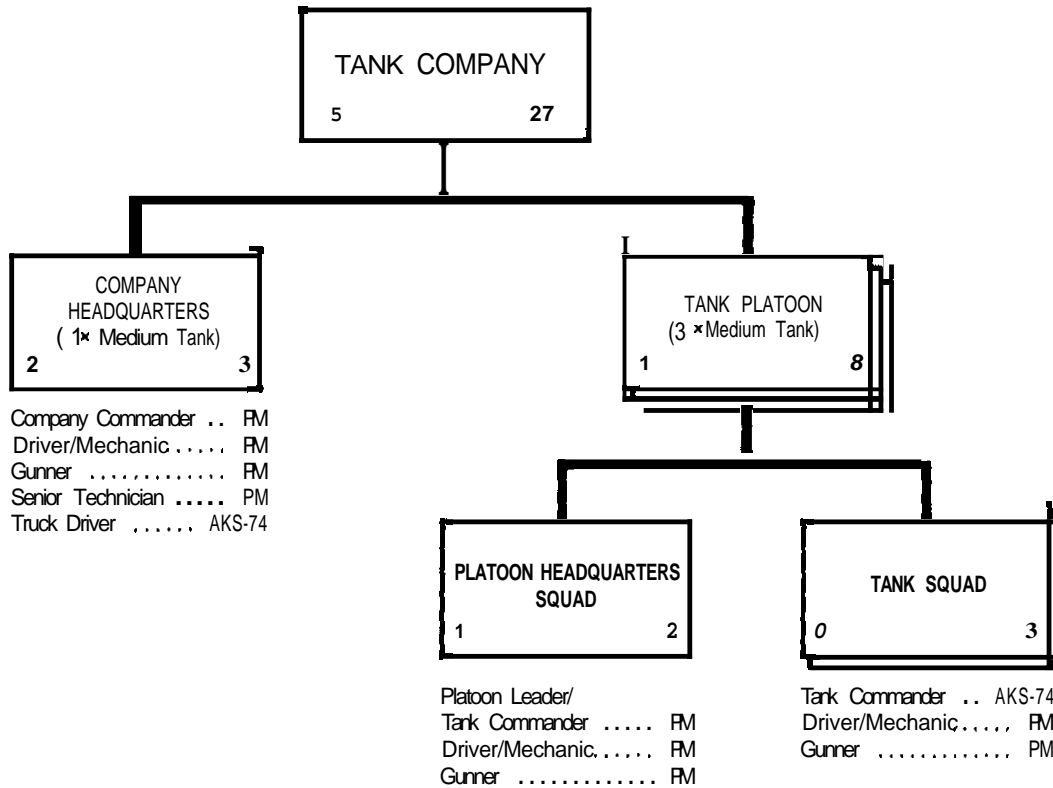 TANK COMPANY
5 27
COMPANY
HEADQUARTERS
( 1× Medium Tank)
2 3
Company Commander .. PM
Driver/Mechanic ..... PM
Gunner ............. PM
Senior Technician ..... PM
Truck Driver ...... AKS-74
TANK PLATOON
(3 × Medium Tank)
1 8
PLATOON HEADQUARTERS
SQUAD
1 2
Platoon Leader/
Tank Commander ..... PM
Driver/Mechanic...... PM
Gunner ............. PM
TANK SQUAD
0 3
Tank Commander .. AKS-74
Driver/Mechanic...... PM
Gunner ............. PM